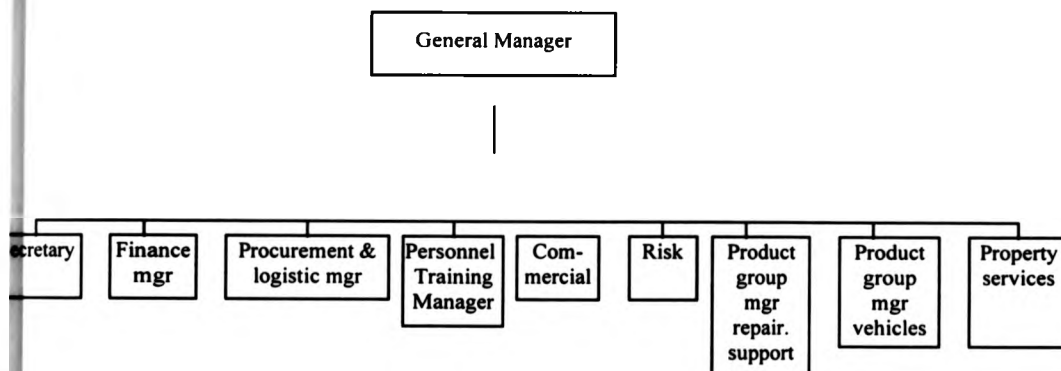 General Manager
ecretary
Finance
mgr
Procurement &
logistic mgr
Personnel
Training
Manager
Com-
mercial
Risk
Product
group
mgr
repair.
support
Product
group
mgr
vehicles
Property
services